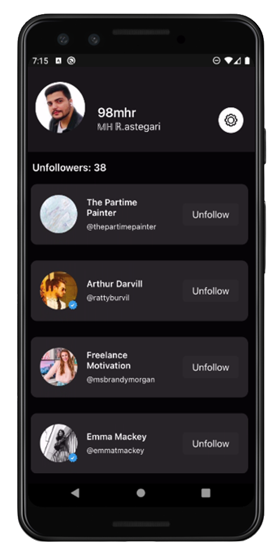 7:15
98mhr
MH ℝ.astegari
Unfollowers: 38
The Partime
Painter
@thepartimepainter
Unfollow
Arthur Darvill
@rattyburvil
Unfollow
Freelance
Motivation
@msbrandymorgan
Unfollow
Emma Mackey
@emmatmackey
Unfollow